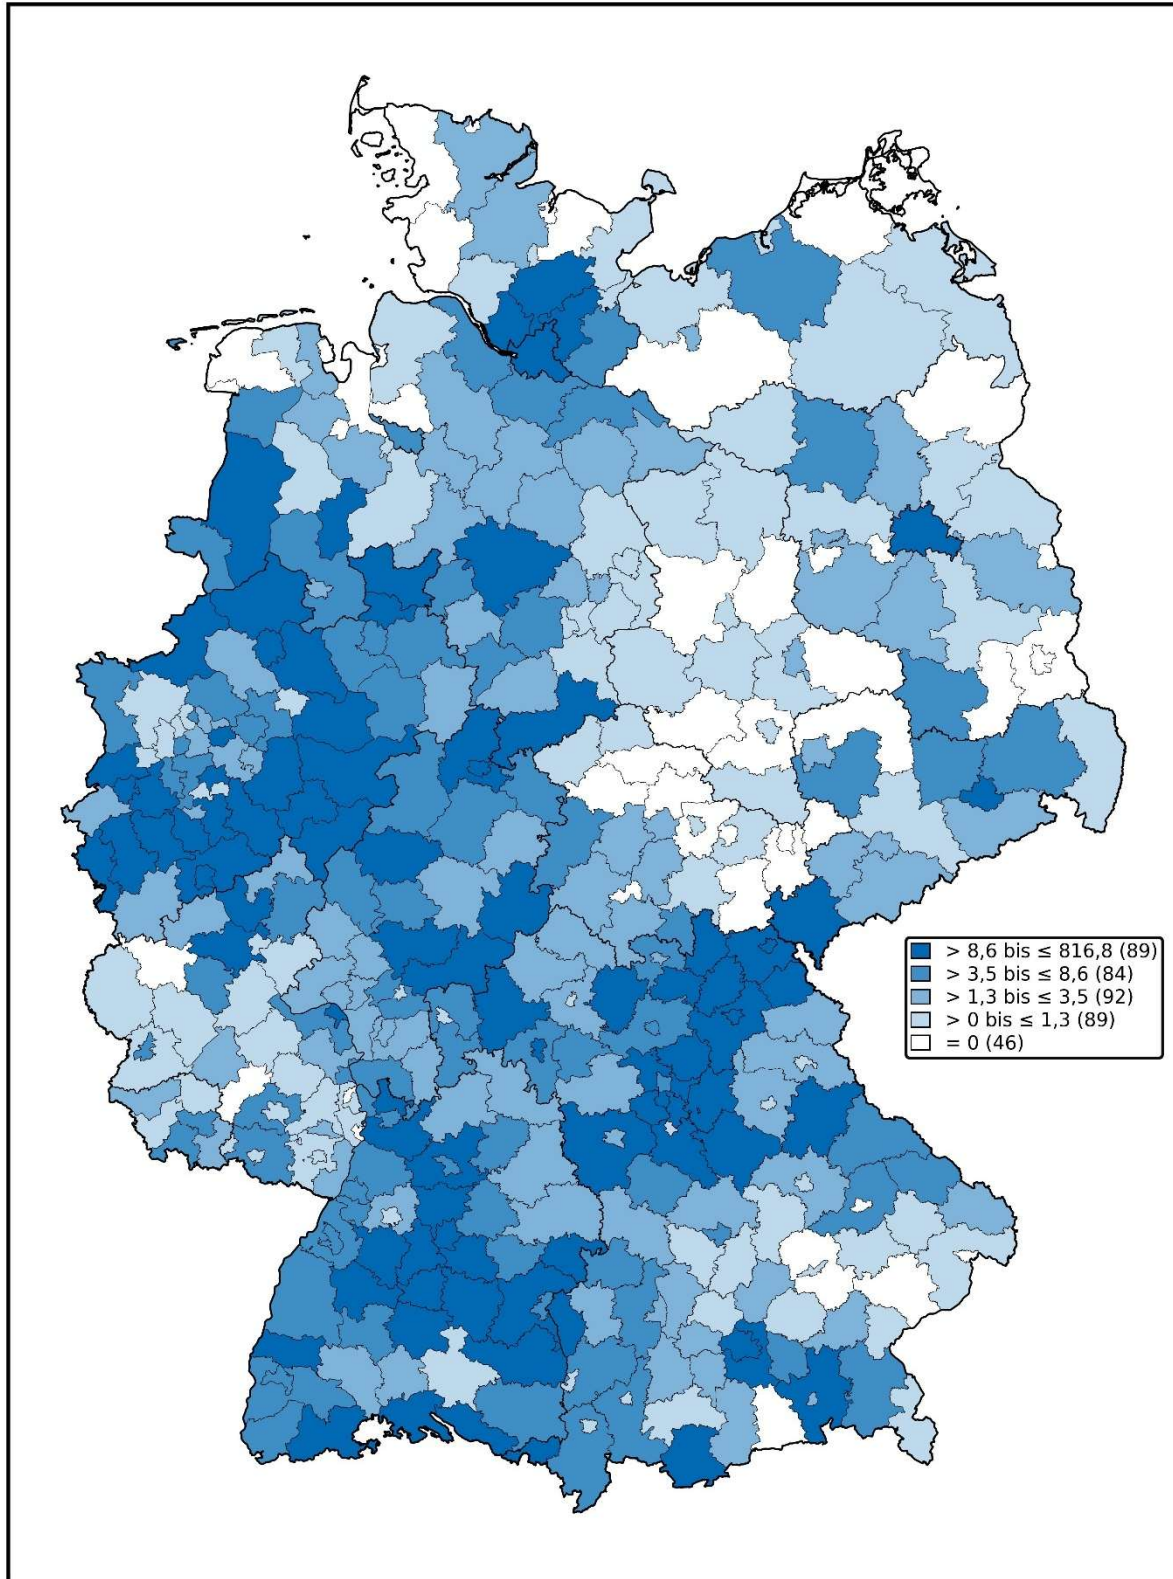 > 8,6 bis ≤ 816,8 (89)
> 3,5 bis ≤ 8,6 (84)
> 1,3 bis ≤ 3,5 (92)
> 0 bis ≤ 1,3 (89)
= 0 (46)